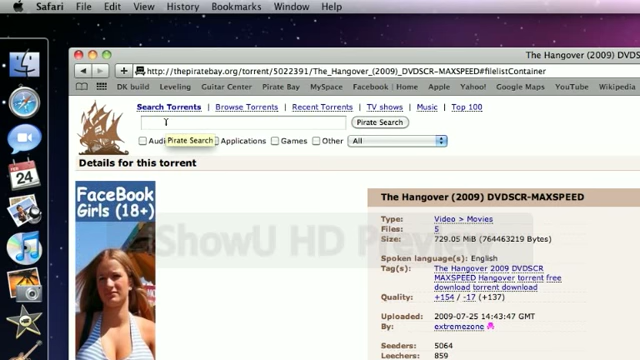 Safari File Edit View History Bookmarks Window Help
The Hangover (2009) DVDS
http://thepiratebay.org/torrent/5022391/The_Hangover_(2009)_DVDSCR-MAXSPEED#filelistContainer
DK build Leveling Guitar Center Pirate Bay MySpace Facebook | Home Apple Yahoo! Google Maps YouTube Wikipedia
Search Torrents | Browse Torrents | Recent Torrents | TV shows | Music | Top 100
Pirate Search
Audi Pirate Search Applications Games Other All
Details for this torrent
FaceBook
Girls (18+)
The Hangover (2009) DVDSCR-MAXSPEED
Type: Video > Movies
Files: 5
Size: 729.05 MiB (764463219 Bytes)
iShowU HD Preview
Spoken language(s): English
Tag(s): The Hangover 2009 DVDSCR
MAXSPEED Hangover torrent free
download torrent download
Quality: +154 / -17 (+137)
Uploaded: 2009-07-25 14:43:47 GMT
By: extremezone
Seeders: 5064
Leechers: 859
FEB
24